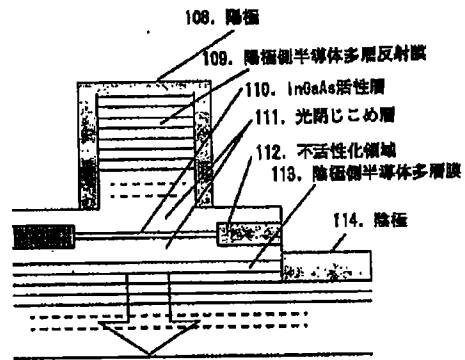 108. 陽極
109. 陽極側半導体多層反射膜
110. InGaAs活性層
111. 光閉じこめ層
112. 不活性化領域
113. 陰極側半導体多層膜
114. 陰極